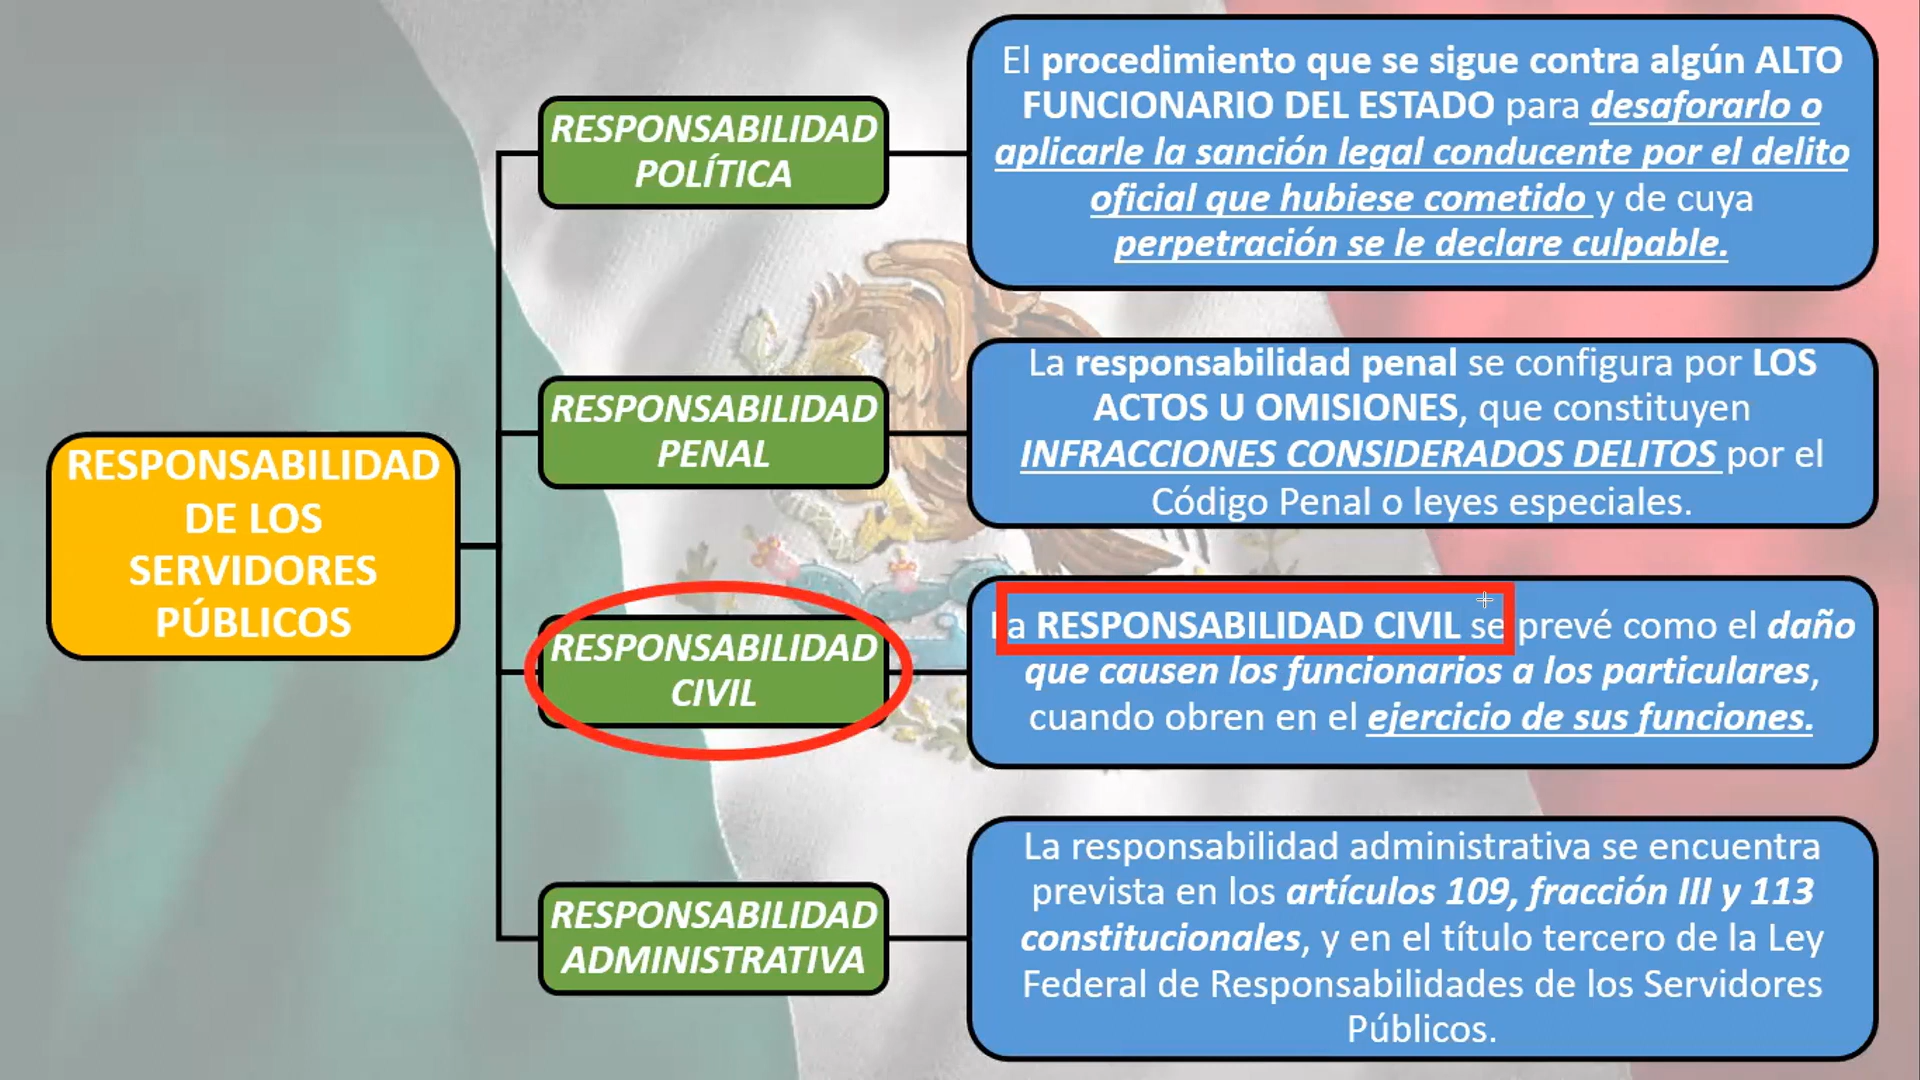 RESPONSABILIDAD
DE LOS
SERVIDORES
PÚBLICOS
RESPONSABILIDAD
POLÍTICA
El procedimiento que se sigue contra algún ALTO
FUNCIONARIO DEL ESTADO para desaforarlo o
aplicarle la sanción legal conducente por el delito
oficial que hubiese cometido y de cuya
perpetración se le declare culpable.
RESPONSABILIDAD
PENAL
La responsabilidad penal se configura por LOS
ACTOS U OMISIONES, que constituyen
INFRACCIONES CONSIDERADOS DELITOS por el
Código Penal o leyes especiales.
RESPONSABILIDAD
CIVIL
La RESPONSABILIDAD CIVIL se prevé como el daño
que causen los funcionarios a los particulares,
cuando obren en el ejercicio de sus funciones.
RESPONSABILIDAD
ADMINISTRATIVA
La responsabilidad administrativa se encuentra
prevista en los artículos 109, fracción III y 113
constitucionales, y en el título tercero de la Ley
Federal de Responsabilidades de los Servidores
Públicos.